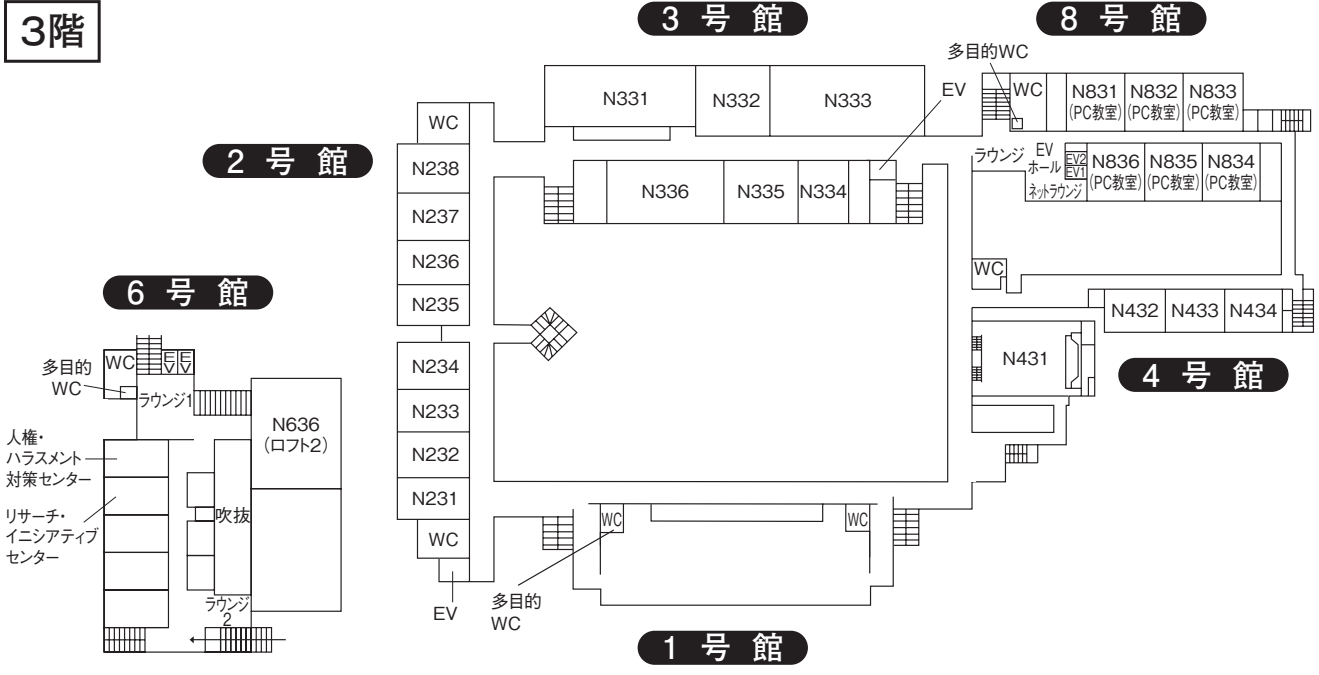 3階
3 号 館
8 号 館
多目的WC
EV
WC
N831
(PC教室)
N832
(PC教室)
N833
(PC教室)
N331
N332
N333
WC
2 号 館
N238
N237
N236
N235
N234
N233
N232
N231
WC
EV
N336
N335
N334
ラウンジ
EV
ホール
EV2
EV1
ネットラウンジ
N836
(PC教室)
N835
(PC教室)
N834
(PC教室)
WC
N432
N433
N434
N431
4 号 館
6 号 館
多目的
WC
WC
EV
EV
ラウンジ1
N636
(ロフト2)
人権・
ハラスメント
対策センター
リサーチ・
イニシアティブ
センター
吹抜
ラウンジ
2
WC
WC
多目的
WC
1 号 館